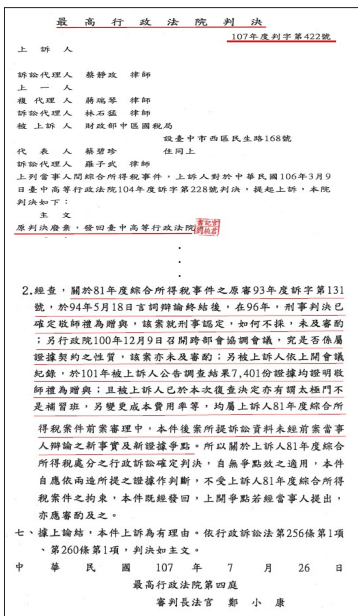 最高行政法院判決
107年度判字第422號
上訴人
訴訟代理人 蔡靜玫 律師
上一人
複代理人 蔣瑞琴 律師
訴訟代理人 林石猛 律師
被上訴人 財政部中區國稅局
設臺中市西區民生路168號
代表人 蔡碧珍 住同上
訴訟代理人 羅子武 律師
上列當事人間綜合所得稅事件，上訴人對於中華民國106年3月9
日臺中高等行政法院104年度訴字第228號判決，提起上訴，本院
判決如下：
主文
原判決廢棄，發回臺中高等行政法院。
2.經查，關於81年度綜合所得稅事件之原審93年度訴字第131
號，於94年5月18日言詞辯論終結後，在96年，刑事判決已
確定敬師禮為贈與，該案就刑事認定，如何不採，未及審酌
；另行政院100年12月9日召開跨部會協調會議，究是否係屬
證據契約之性質，該案亦未及審酌；另被上訴人依上開會議
紀錄，於101年被上訴人公告調查結果7,401份證據均證明敬
師禮為贈與；且被上訴人已於本次復查決定亦有謂太極門不
是補習班，另變更成本費用率等，均屬上訴人81年度綜合所
得稅案件前案審理中，本件後案所提訴訟資料未經前案當事
人辯論之新事實及新證據爭點。所以關於上訴人81年度綜合
所得稅處分之行政訴訟確定判決，自無爭點效之適用，本件
自應依兩造所提之證據作判斷，不受上訴人81年度綜合所得
稅案件之拘束，本件既經發回，上開爭點若經當事人提出，
亦應審酌及之。
七、據上論結，本件上訴為有理由。依行政訴訟法第256條第1項
、第260條第1項，判決如主文。
中華民國107年7月26日
最高行政法院第四庭
審判長法官 鄭小康